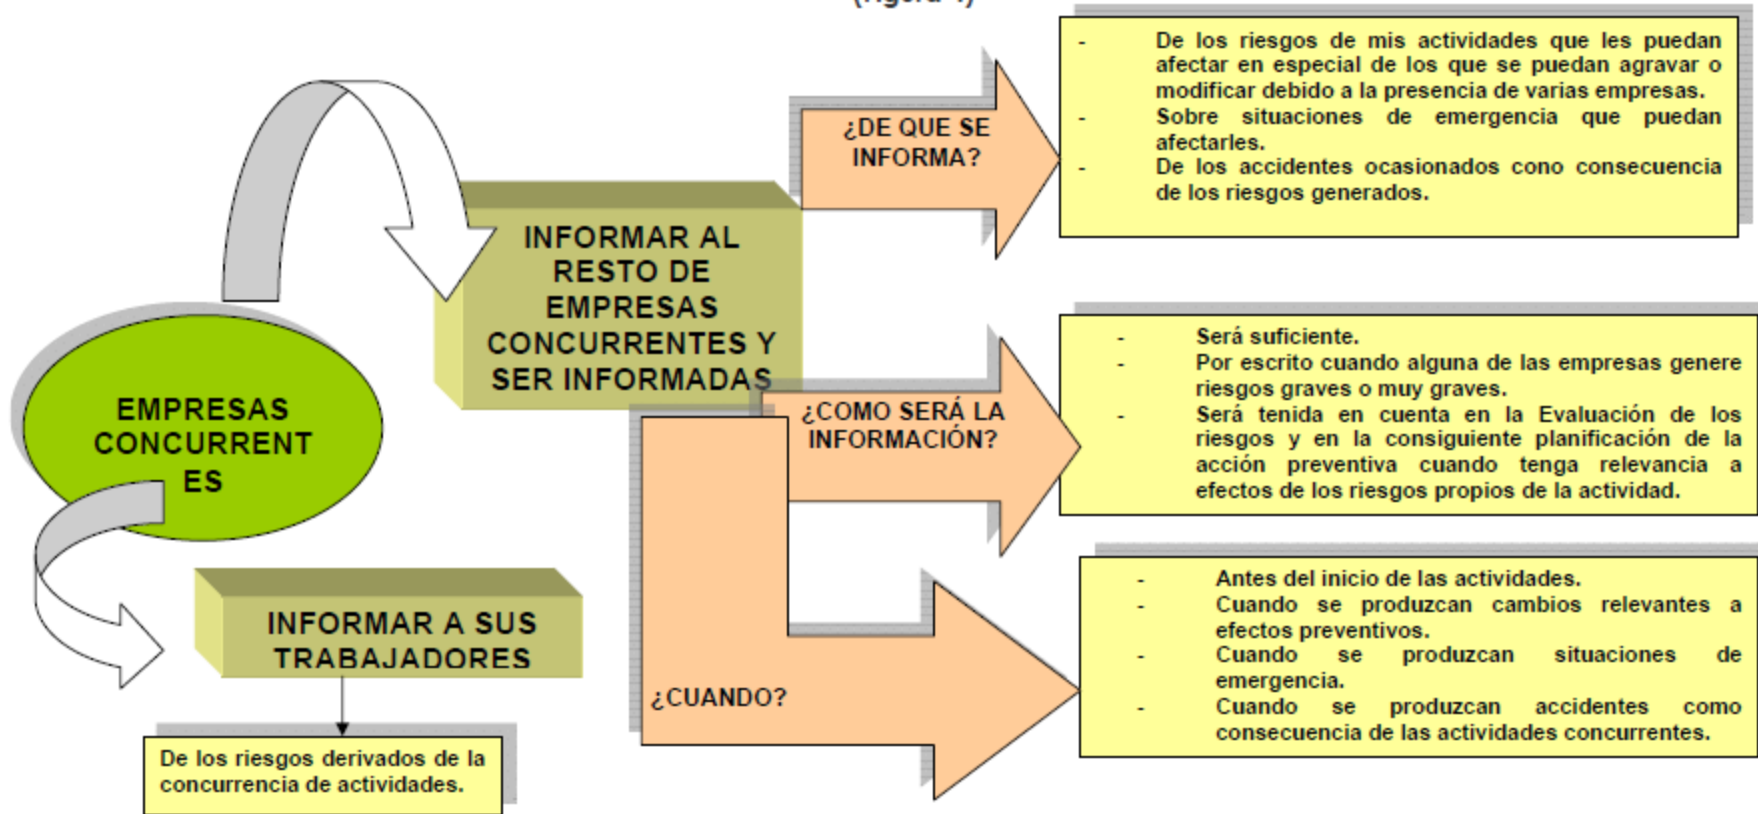 ¿DE QUE SE
INFORMA?
- De los riesgos de mis actividades que les puedan
afectar en especial de los que se puedan agravar o
modificar debido a la presencia de varias empresas.
- Sobre situaciones de emergencia que puedan
afectarles.
- De los accidentes ocasionados cono consecuencia
de los riesgos generados.
INFORMAR AL
RESTO DE
EMPRESAS
CONCURRENTES Y
SER INFORMADAS
¿COMO SERÁ LA
INFORMACIÓN?
- Será suficiente.
- Por escrito cuando alguna de las empresas genere
riesgos graves o muy graves.
- Será tenida en cuenta en la Evaluación de los
riesgos y en la consiguiente planificación de la
acción preventiva cuando tenga relevancia a
efectos de los riesgos propios de la actividad.
EMPRESAS
CONCURRENT
ES
¿CUANDO?
- Antes del inicio de las actividades.
- Cuando se produzcan cambios relevantes a
efectos preventivos.
- Cuando se produzcan situaciones de
emergencia.
- Cuando se produzcan accidentes como
consecuencia de las actividades concurrentes.
INFORMAR A SUS
TRABAJADORES
De los riesgos derivados de la
concurrencia de actividades.